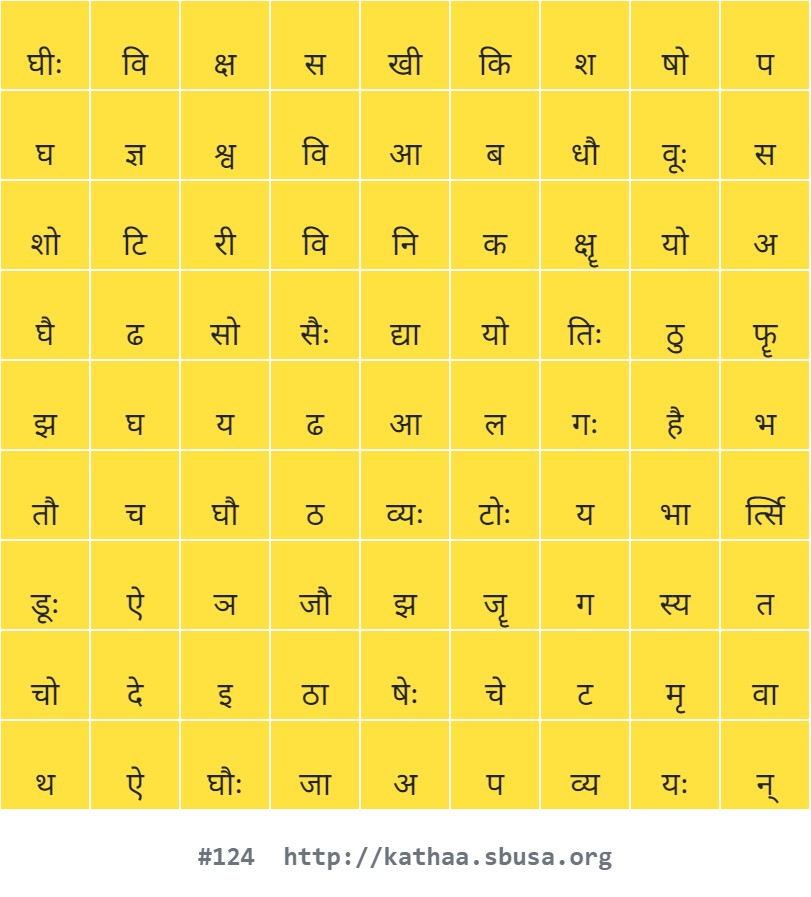 घीः वि क्ष स खी कि श षो प
घ ज्ञ श्व वि आ ब धौ वूः स
शो टि री वि नि क क्षॄ यो अ
घै ढ सो सैः द्या यो तिः ठु फॄ
झ घ य ढ आ ल गः है भ
तौ च घौ ठ व्यः टोः य भा र्त्सि
डूः ऐ ञ जौ झ जॄ ग स्य त
चो दे इ ठा षेः चे ट मृ वा
थ ऐ घौः जा अ प व्य यः न्
#124 http://kathaa.sbusa.org